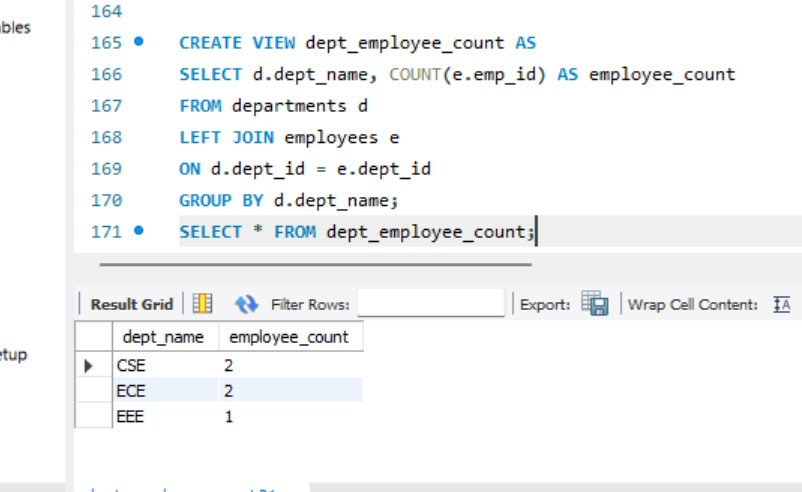 164
bles
165 CREATE VIEW dept_employee_count AS
166 SELECT d.dept_name, COUNT(e.emp_id) AS employee_count
167 FROM departments d
168 LEFT JOIN employees e
169 ON d.dept_id = e.dept_id
170 GROUP BY d.dept_name;
171 SELECT * FROM dept_employee_count;
Result Grid Filter Rows: Export: Wrap Cell Content: IA
etup
dept_name employee_count
CSE 2
ECE 2
EEE 1